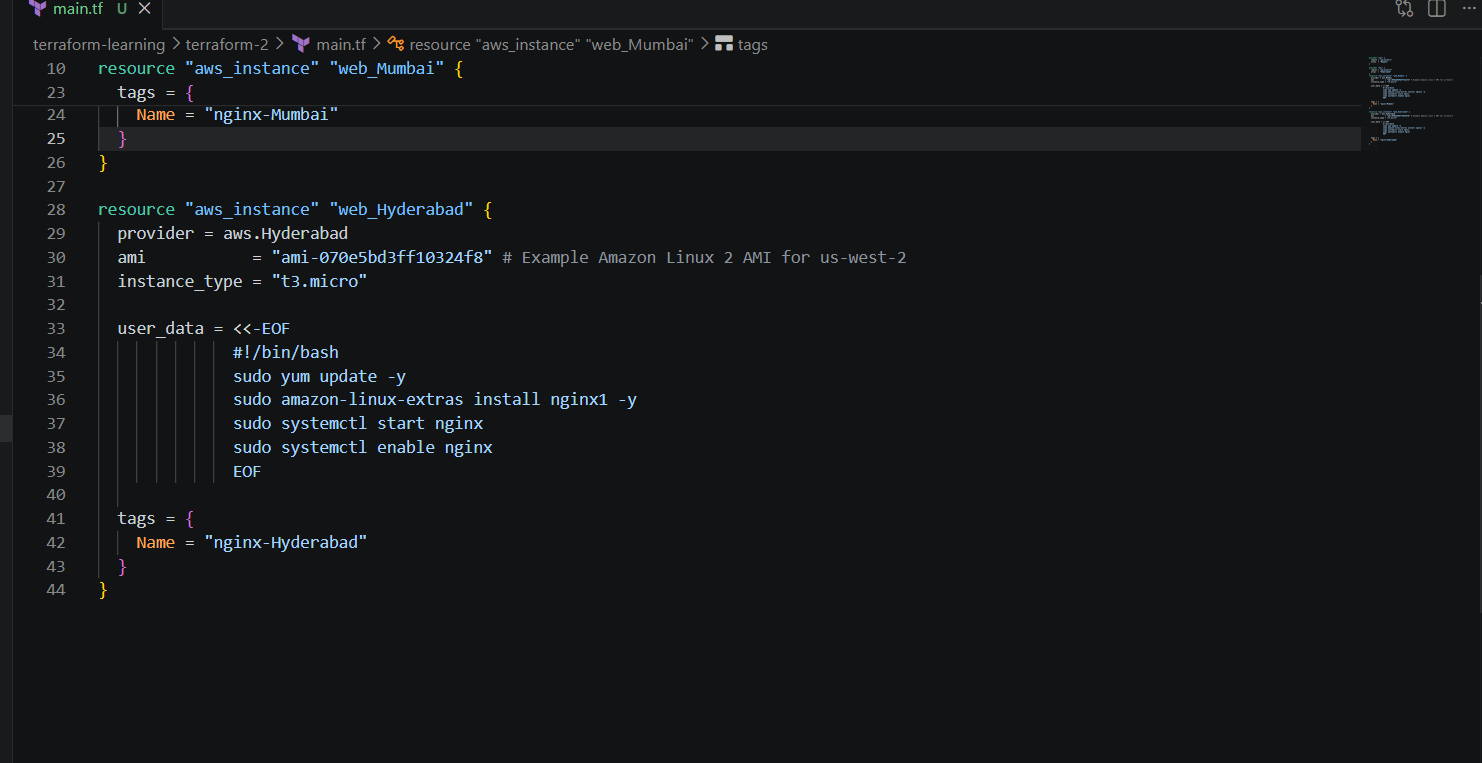 main.tf U
terraform-learning > terraform-2 > main.tf > resource "aws_instance" "web_Mumbai" > tags
10 resource "aws_instance" "web_Mumbai" {
23   tags = {
24     Name = "nginx-Mumbai"
25   }
26 }
27
28 resource "aws_instance" "web_Hyderabad" {
29   provider = aws.Hyderabad
30   ami           = "ami-070e5bd3ff10324f8" # Example Amazon Linux 2 AMI for us-west-2
31   instance_type = "t3.micro"
32
33   user_data = <<-EOF
34               #!/bin/bash
35               sudo yum update -y
36               sudo amazon-linux-extras install nginx1 -y
37               sudo systemctl start nginx
38               sudo systemctl enable nginx
39               EOF
40
41   tags = {
42     Name = "nginx-Hyderabad"
43   }
44 }